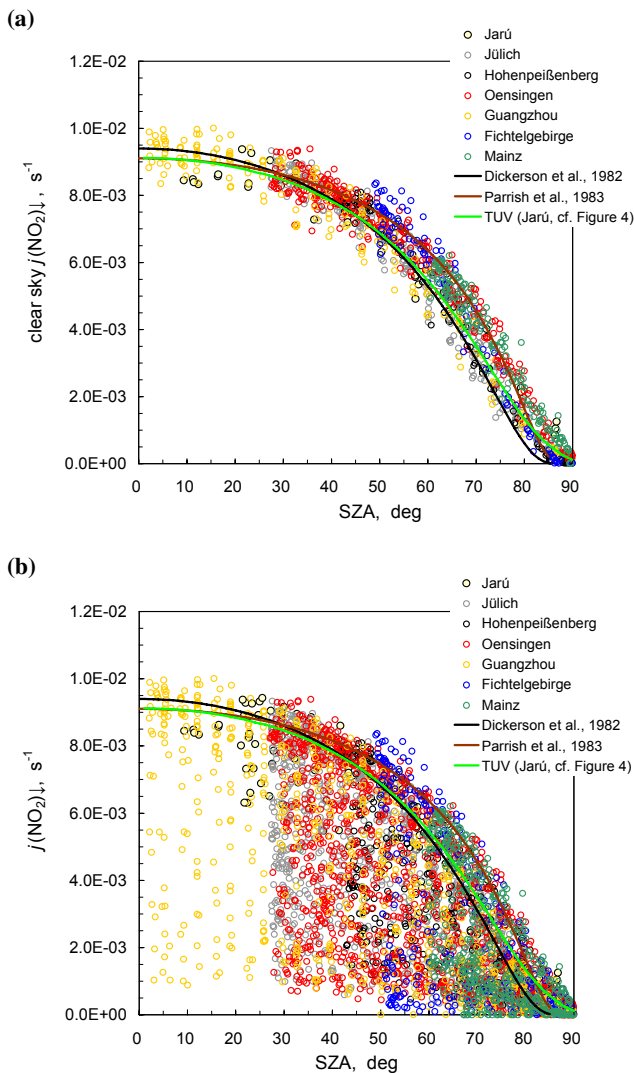 (a)
Jarú
Jülich
Hohenpeißenberg
Oensingen
Guangzhou
Fichtelgebirge
Mainz
Dickerson et al., 1982
Parrish et al., 1983
TUV (Jarú, cf. Figure 4)
clear sky j(NO₂)↓, s⁻¹
1.2E-02
1.0E-02
8.0E-03
6.0E-03
4.0E-03
2.0E-03
0.0E+00
0 10 20 30 40 50 60 70 80 90
SZA, deg
(b)
Jarú
Jülich
Hohenpeißenberg
Oensingen
Guangzhou
Fichtelgebirge
Mainz
Dickerson et al., 1982
Parrish et al., 1983
TUV (Jarú, cf. Figure 4)
j(NO₂)↓, s⁻¹
1.2E-02
1.0E-02
8.0E-03
6.0E-03
4.0E-03
2.0E-03
0.0E+00
0 10 20 30 40 50 60 70 80 90
SZA, deg